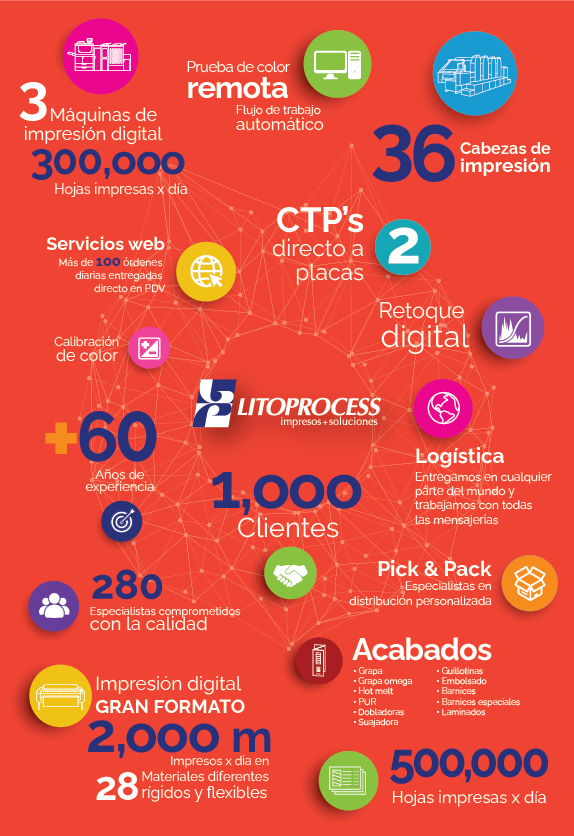 3 Máquinas de
impresión digital
300,000
Hojas impresas x día
Prueba de color
remota
Flujo de trabajo
automático
36 Cabezas de
impresión
CTP's
directo a
placas
2
Servicios web
Más de 100 órdenes
diarias entregadas
directo en PDV
Retoque
digital
Calibración
de color
LITOPROCESS
impresos+soluciones
+60
Años de
experiencia
Logística
Entregamos en cualquier
parte del mundo y
trabajamos con todas
las mensajerías
1,000
Clientes
Pick & Pack
Especialistas en
distribución personalizada
280
Especialistas comprometidos
con la calidad
Acabados
• Grapa
• Grapa omega
• Hot melt
• PUR
• Dobladoras
• Suajadora
• Guillotinas
• Embolsado
• Barnices
• Barnices especiales
• Laminados
Impresión digital
GRAN FORMATO
2,000 m
Impresos x día en
28 Materiales diferentes
rígidos y flexibles
500,000
Hojas impresas x día